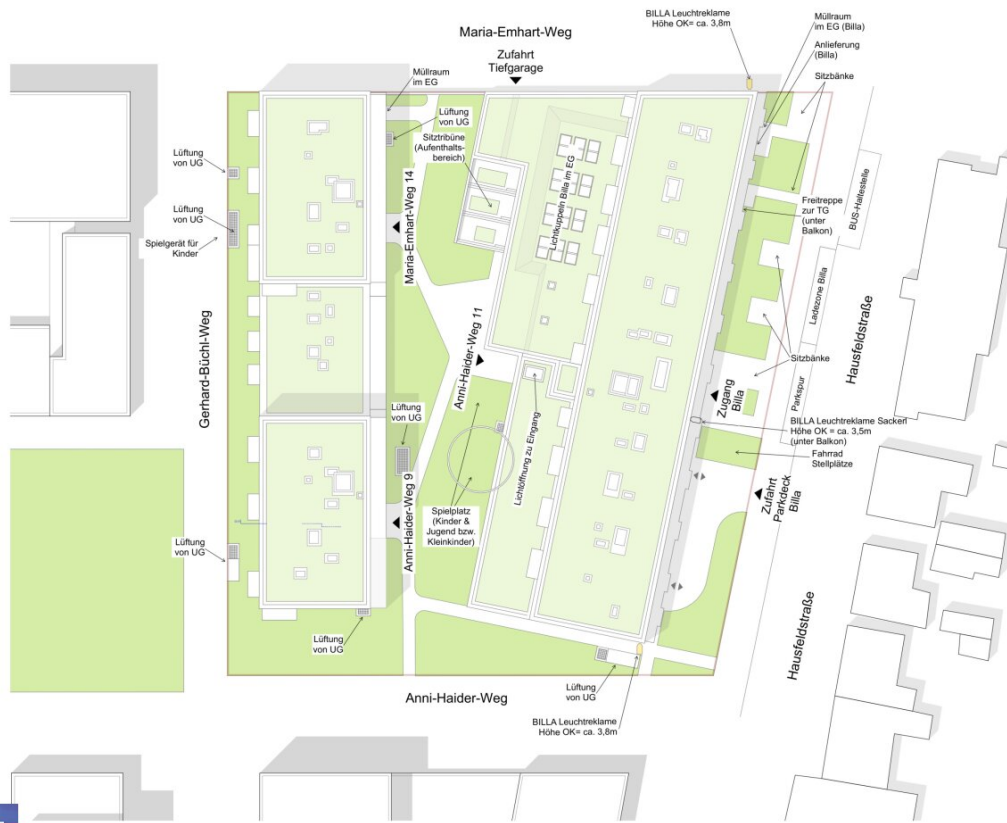 BILLA Leuchtreklame
Höhe OK= ca. 3,8m
Müllraum
im EG (Billa)
Maria-Emhart-Weg
Anlieferung
(Billa)
Zufahrt
Tiefgarage
Sitzbänke
Müllraum
im EG
Lüftung
von UG
Sitztribüne
(Aufenthalts-
bereich)
Lüftung
von UG
Lichtkuppeln Billa im EG
Maria-Emhart-Weg 14
Freitreppe
zur TG
(unter
Balkon)
BUS-Haltestelle
Lüftung
von UG
Spielgerät für
Kinder
Ladezone Billa
Hausfeldstraße
Gerhard-Büchl-Weg
Anni-Haider-Weg 11
Sitzbänke
Parkspur
Zugang
Billa
Lüftung
von UG
Lichtöffnung zu Eingang
BILLA Leuchtreklame Sackerl
Höhe OK = ca. 3,5m
(unter Balkon)
Fahrrad
Stellplätze
Zufahrt
Parkdeck
Billa
Anni-Haider-Weg 9
Spielplatz
(Kinder &
Jugend bzw.
Kleinkinder)
Lüftung
von UG
Lüftung
von UG
Hausfeldstraße
Anni-Haider-Weg
Lüftung
von UG
BILLA Leuchtreklame
Höhe OK= ca. 3,8m